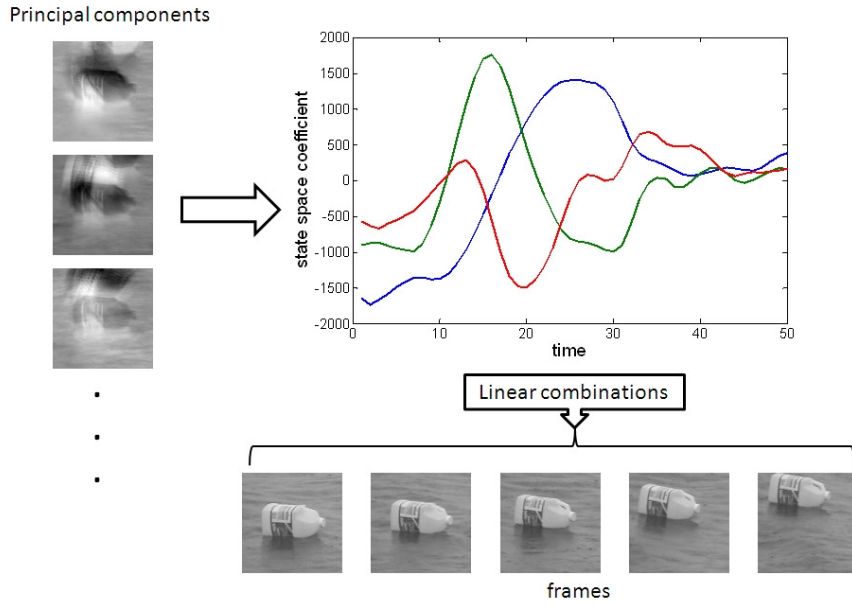 Principal components
2000
1500
1000
500
0
-500
-1000
-1500
-2000
state space coefficient
0 10 20 30 40 50
time
Linear combinations
frames